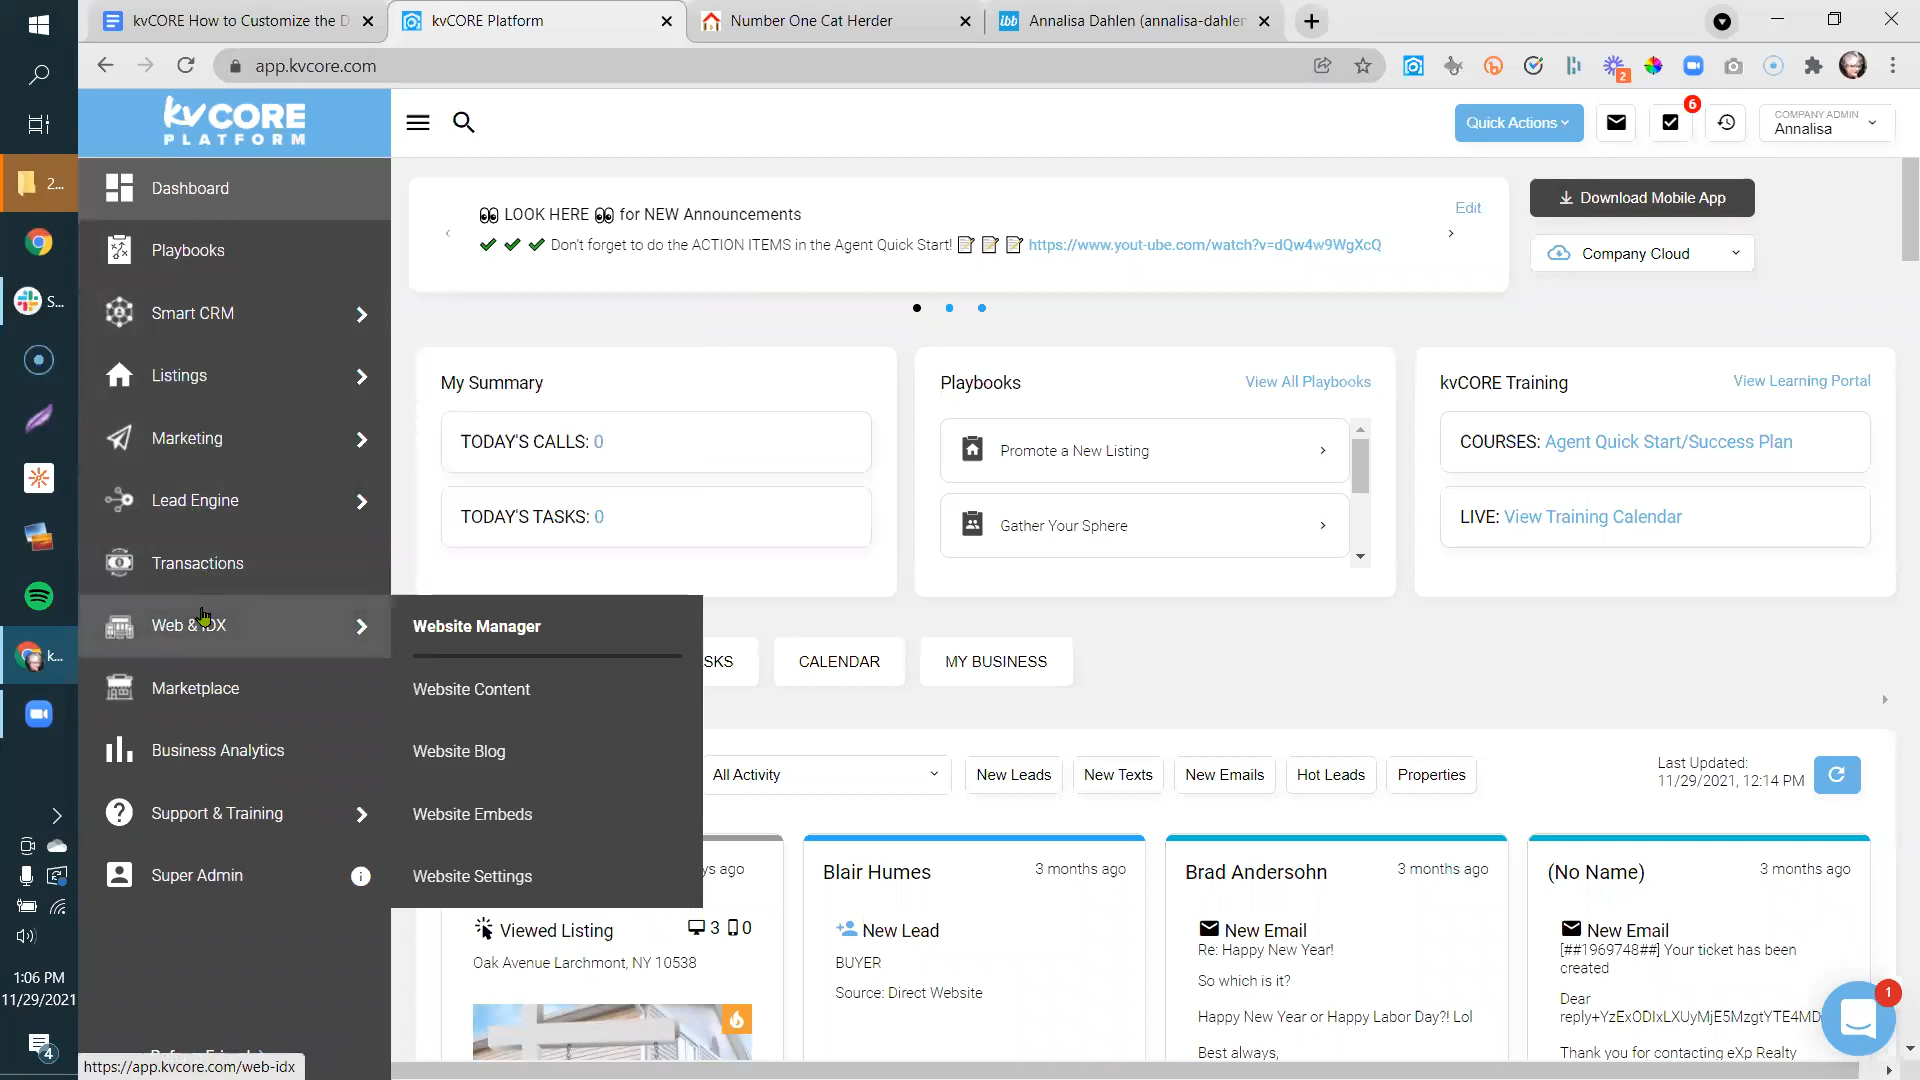 kvCORE How to Customize the D
kvCORE Platform
Number One Cat Herder
ibb
Annalisa Dahlen (annalisa-dahlen
app.kvcore.com
2
kvCORE
PLATFORM
Quick Actions
6
COMPANY ADMIN
Annalisa
2...
S...
k...
Dashboard
Playbooks
Smart CRM
Listings
Marketing
Lead Engine
Transactions
Web & IDX
Marketplace
Business Analytics
Support & Training
Super Admin
Website Manager
Website Content
Website Blog
Website Embeds
Website Settings
LOOK HERE for NEW Announcements
Edit
Don't forget to do the ACTION ITEMS in the Agent Quick Start! https://www.yout-ube.com/watch?v=dQw4w9WgXcQ
Download Mobile App
Company Cloud
My Summary
TODAY'S CALLS: 0
TODAY'S TASKS: 0
Playbooks
View All Playbooks
Promote a New Listing
Gather Your Sphere
kvCORE Training
View Learning Portal
COURSES: Agent Quick Start/Success Plan
LIVE: View Training Calendar
SKS
CALENDAR
MY BUSINESS
All Activity
New Leads
New Texts
New Emails
Hot Leads
Properties
Last Updated:
11/29/2021, 12:14 PM
ys ago
Viewed Listing
3 0
Oak Avenue Larchmont, NY 10538
Blair Humes
3 months ago
New Lead
BUYER
Source: Direct Website
Brad Andersohn
3 months ago
New Email
Re: Happy New Year!
So which is it?
Happy New Year or Happy Labor Day?! Lol
Best always,
(No Name)
3 months ago
New Email
[##1969748##] Your ticket has been
created
Dear
reply+YzExODIxLXUyMjE5MzgtYTE4MD
Thank you for contacting eXp Realty
1
1:06 PM
11/29/2021
4
https://app.kvcore.com/web-idx